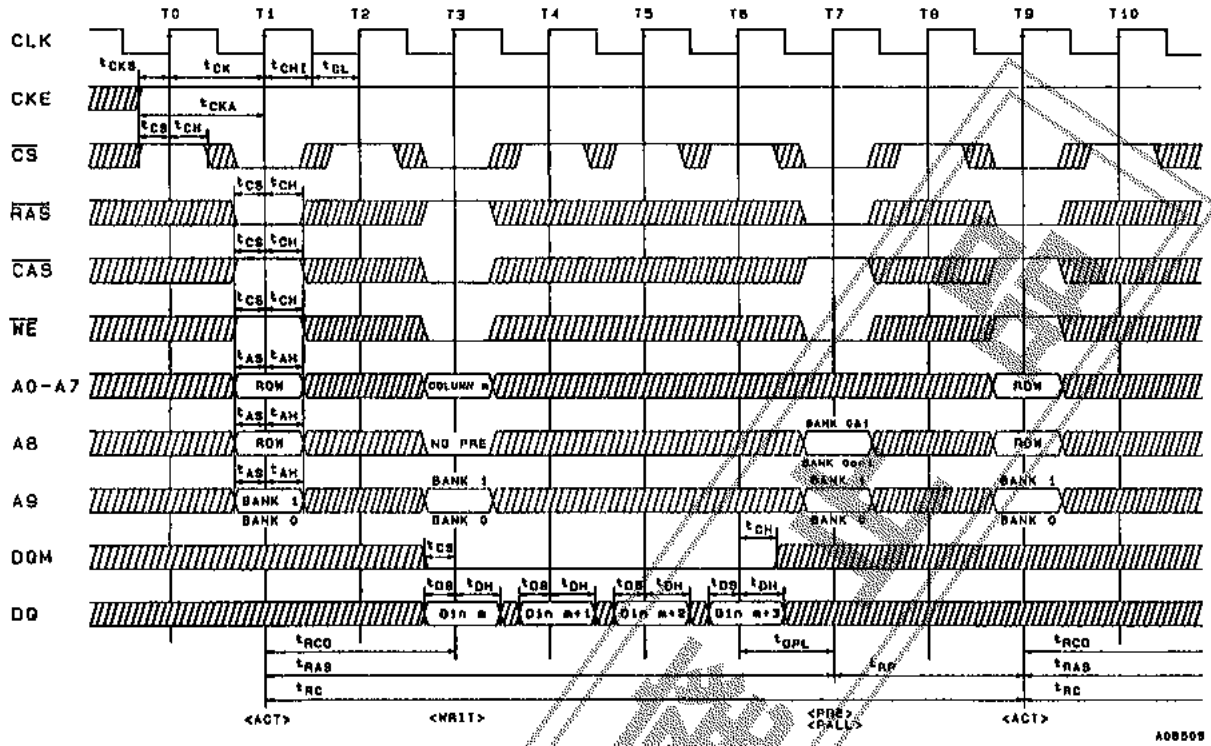 T0 T1 T2 T3 T4 T5 T6 T7 T8 T9 T10
CLK
tCKS tCK tCHI tCL
CKE
tCKA
tCS tCH
CS
tCS tCH
RAS
tCS tCH
CAS
tCS tCH
WE
tAS tAH
A0-A7 ROW COLUMN m ROW
tAS tAH BANK 0&1
A8 ROW NO PRE ROW
BANK 0or1
tAS tAH BANK 1 BANK 1 BANK 1
A9 BANK 1
BANK 0 BANK 0 BANK 0 BANK 0
tCH
DQM tCS
tDS tDH tDS tDH tDS tDH tDS tDH
DQ Din m Din m+1 Din m+2 Din m+3
tRCD tDPL tRCD
tRAS tRP tRAS
tRC tRC
<ACT> <WRIT> <PRE> <ACT>
<PALL>
A08509